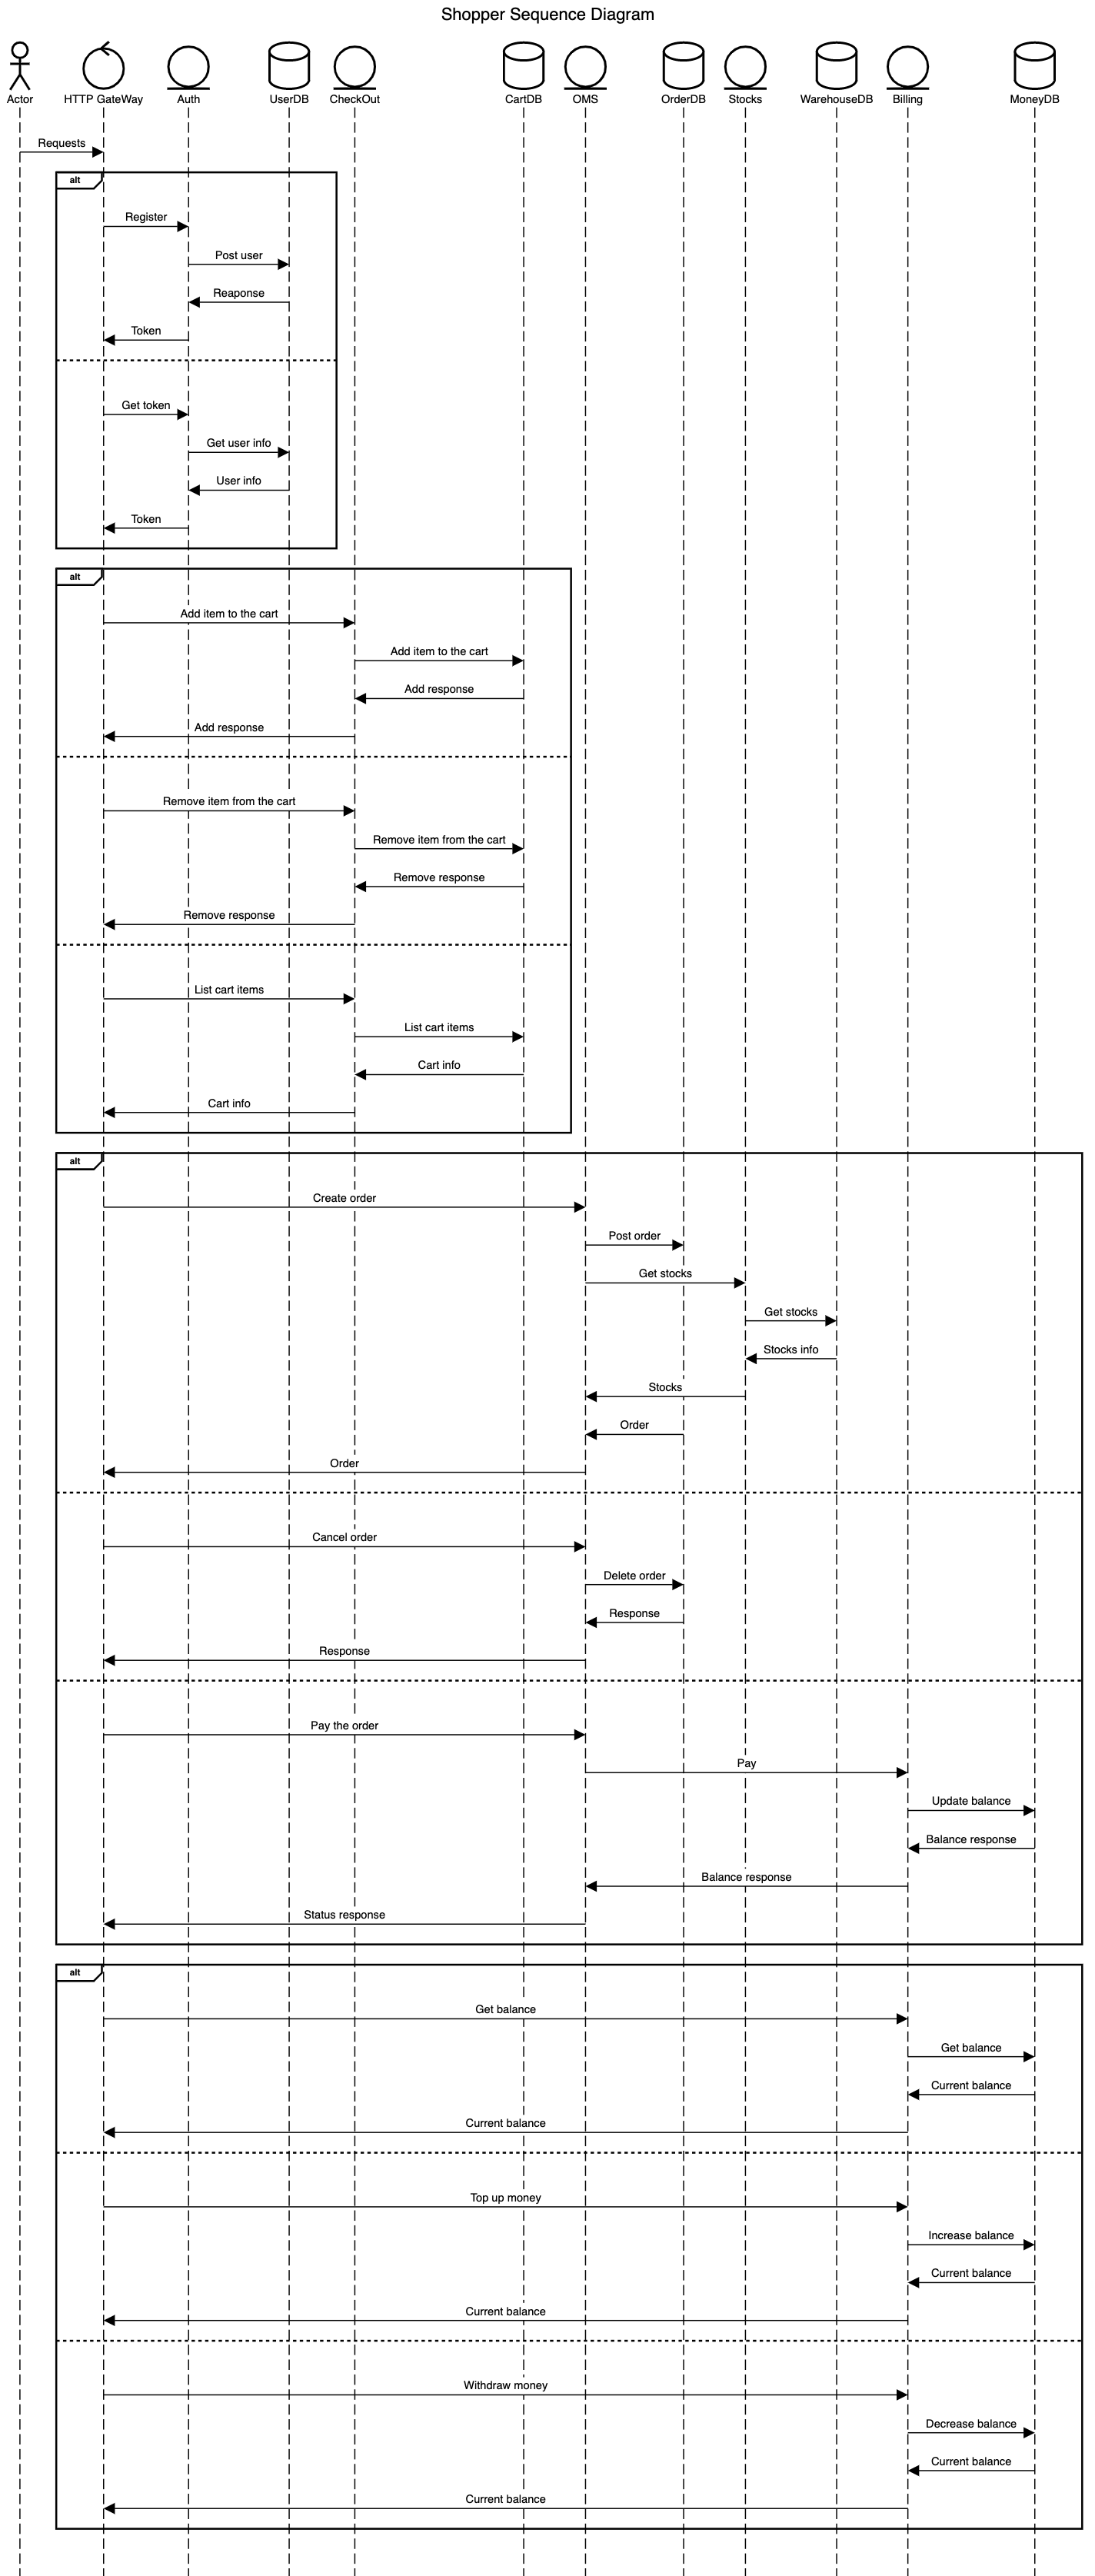 Shopper Sequence Diagram
Actor
HTTP GateWay
Auth
UserDB
CheckOut
CartDB
OMS
OrderDB
Stocks
WarehouseDB
Billing
MoneyDB
Requests
alt
Register
Post user
Reaponse
Token
Get token
Get user info
User info
Token
alt
Add item to the cart
Add item to the cart
Add response
Add response
Remove item from the cart
Remove item from the cart
Remove response
Remove response
List cart items
List cart items
Cart info
Cart info
alt
Create order
Post order
Get stocks
Get stocks
Stocks info
Stocks
Order
Order
Cancel order
Delete order
Response
Response
Pay the order
Pay
Update balance
Balance response
Balance response
Status response
alt
Get balance
Get balance
Current balance
Current balance
Top up money
Increase balance
Current balance
Current balance
Withdraw money
Decrease balance
Current balance
Current balance